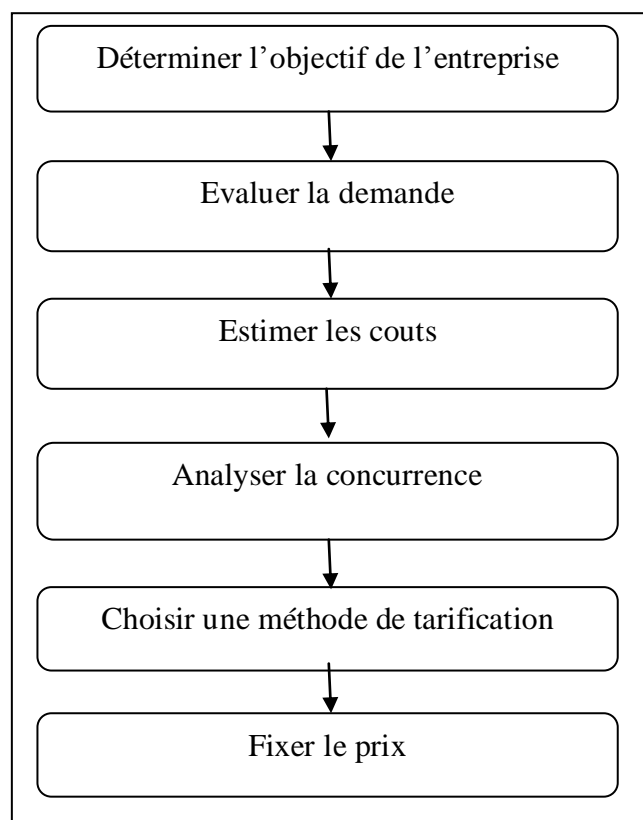 Déterminer l’objectif de l’entreprise
Evaluer la demande
Estimer les couts
Analyser la concurrence
Choisir une méthode de tarification
Fixer le prix